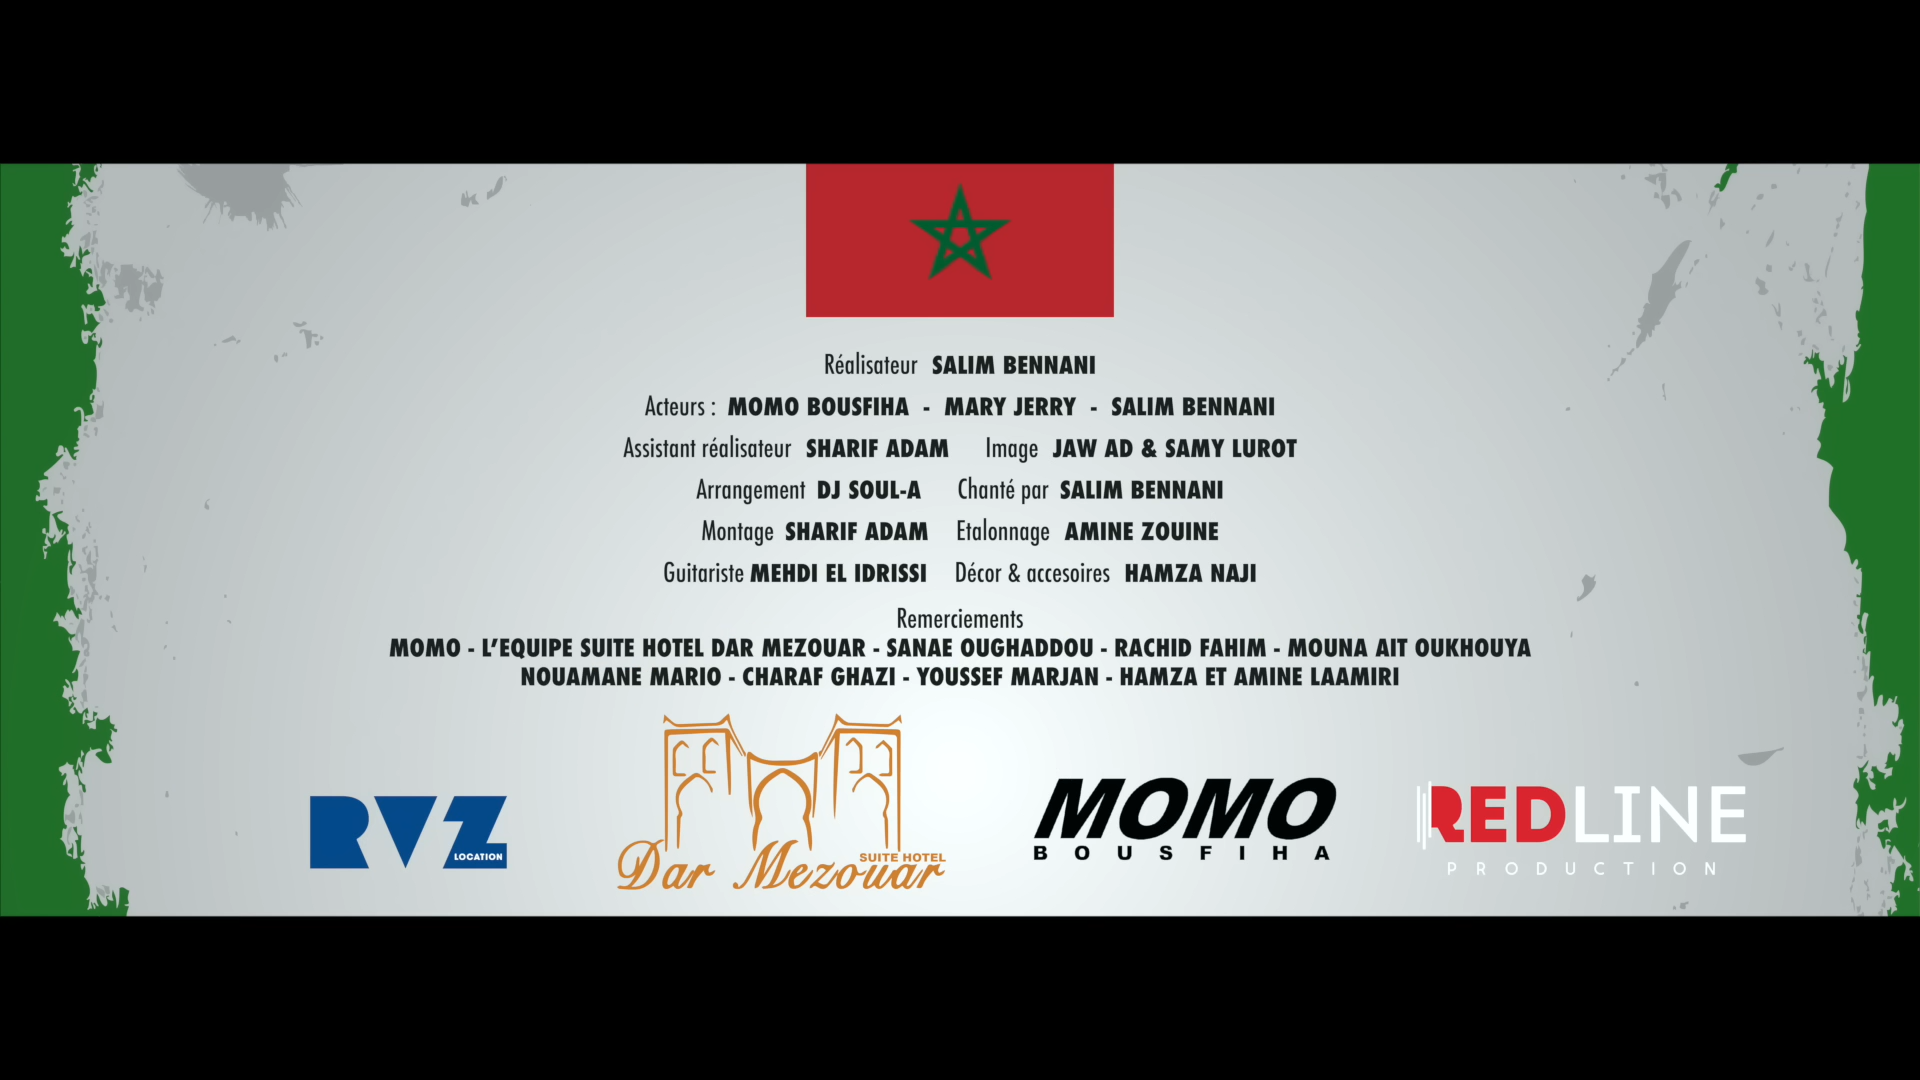 Réalisateur SALIM BENNANI
Acteurs : MOMO BOUSFIHA - MARY JERRY - SALIM BENNANI
Assistant réalisateur SHARIF ADAM Image JAW AD & SAMY LUROT
Arrangement DJ SOUL-A Chanté par SALIM BENNANI
Montage SHARIF ADAM Etalonnage AMINE ZOUINE
Guitariste MEHDI EL IDRISSI Décor & accesoires HAMZA NAJI
Remerciements
MOMO - L'EQUIPE SUITE HOTEL DAR MEZOUAR - SANAE OUGHADDOU - RACHID FAHIM - MOUNA AIT OUKHOUYA
NOUAMANE MARIO - CHARAF GHAZI - YOUSSEF MARJAN - HAMZA ET AMINE LAAMIRI
RVZ
LOCATION
SUITE HOTEL
Dar Mezouar
MOMO
BOUSFIHA
REDLINE
PRODUCTION